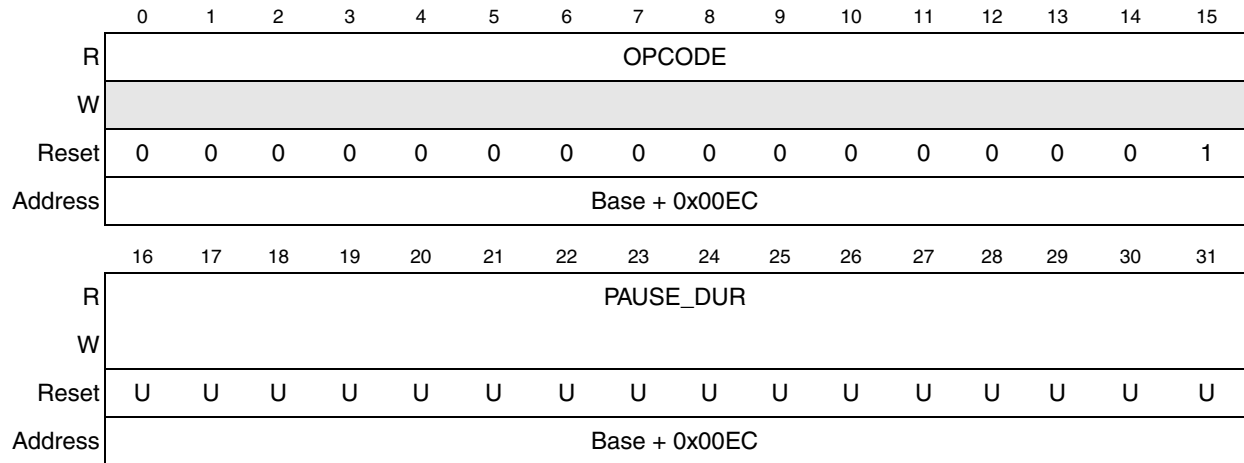 0 1 2 3 4 5 6 7 8 9 10 11 12 13 14 15
R OPCODE
W
Reset 0 0 0 0 0 0 0 0 0 0 0 0 0 0 0 1
Address Base + 0x00EC
16 17 18 19 20 21 22 23 24 25 26 27 28 29 30 31
R PAUSE_DUR
W
Reset U U U U U U U U U U U U U U U U
Address Base + 0x00EC